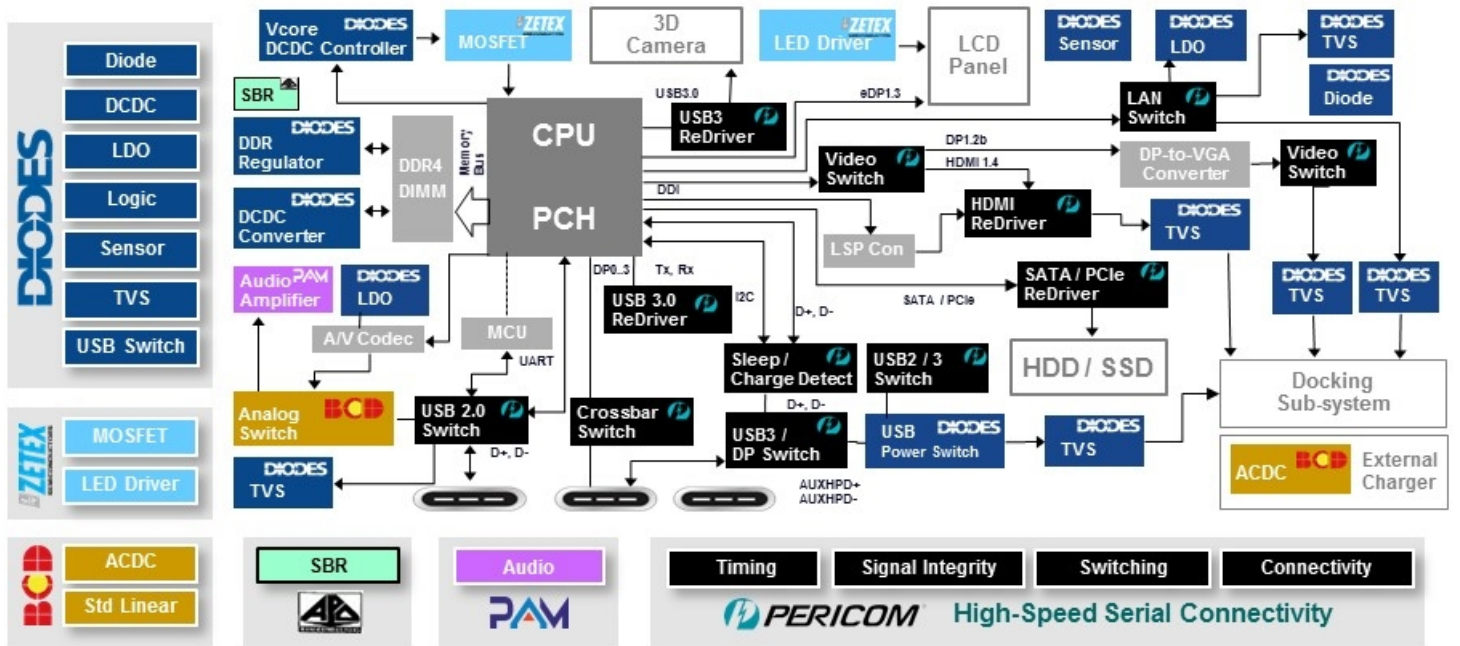 DIODES
Diode
DCDC
LDO
Logic
Sensor
TVS
USB Switch
ZETEX
SEMICONDUCTORS
MOSFET
LED Driver
BCD
ACDC
Std Linear
Vcore
DIODES
DCDC Controller
ZETEX
MOSFET
3D
Camera
ZETEX
LED Driver
LCD
Panel
DIODES
Sensor
DIODES
LDO
DIODES
TVS
DIODES
Diode
SBR
USB3.0
eDP1.3
USB3
ReDriver
LAN
Switch
CPU
PCH
DIODES
DDR
Regulator
DDR4
DIMM
Memory
Bus
DIODES
DCDC
Converter
DDI
Video
Switch
DP1.2b
HDMI 1.4
DP-to-VGA
Converter
Video
Switch
HDMI
ReDriver
LSP Con
DIODES
TVS
Audio PAM
Amplifier
DIODES
LDO
A/V Codec
MCU
UART
DP0..3
Tx, Rx
USB 3.0
ReDriver
I2C
D+, D-
SATA / PCIe
SATA / PCIe
ReDriver
DIODES
TVS
DIODES
TVS
Sleep /
Charge Detect
USB2 / 3
Switch
HDD / SSD
Docking
Sub-system
Analog
Switch
BCD
USB 2.0
Switch
D+, D-
Crossbar
Switch
D+, D-
USB3 /
DP Switch
USB
DIODES
Power Switch
DIODES
TVS
AUXHPD+
AUXHPD-
DIODES
TVS
ACDC
BCD
External
Charger
SBR
APD
Audio
PAM
Timing
Signal Integrity
Switching
Connectivity
PERICOM
High-Speed Serial Connectivity